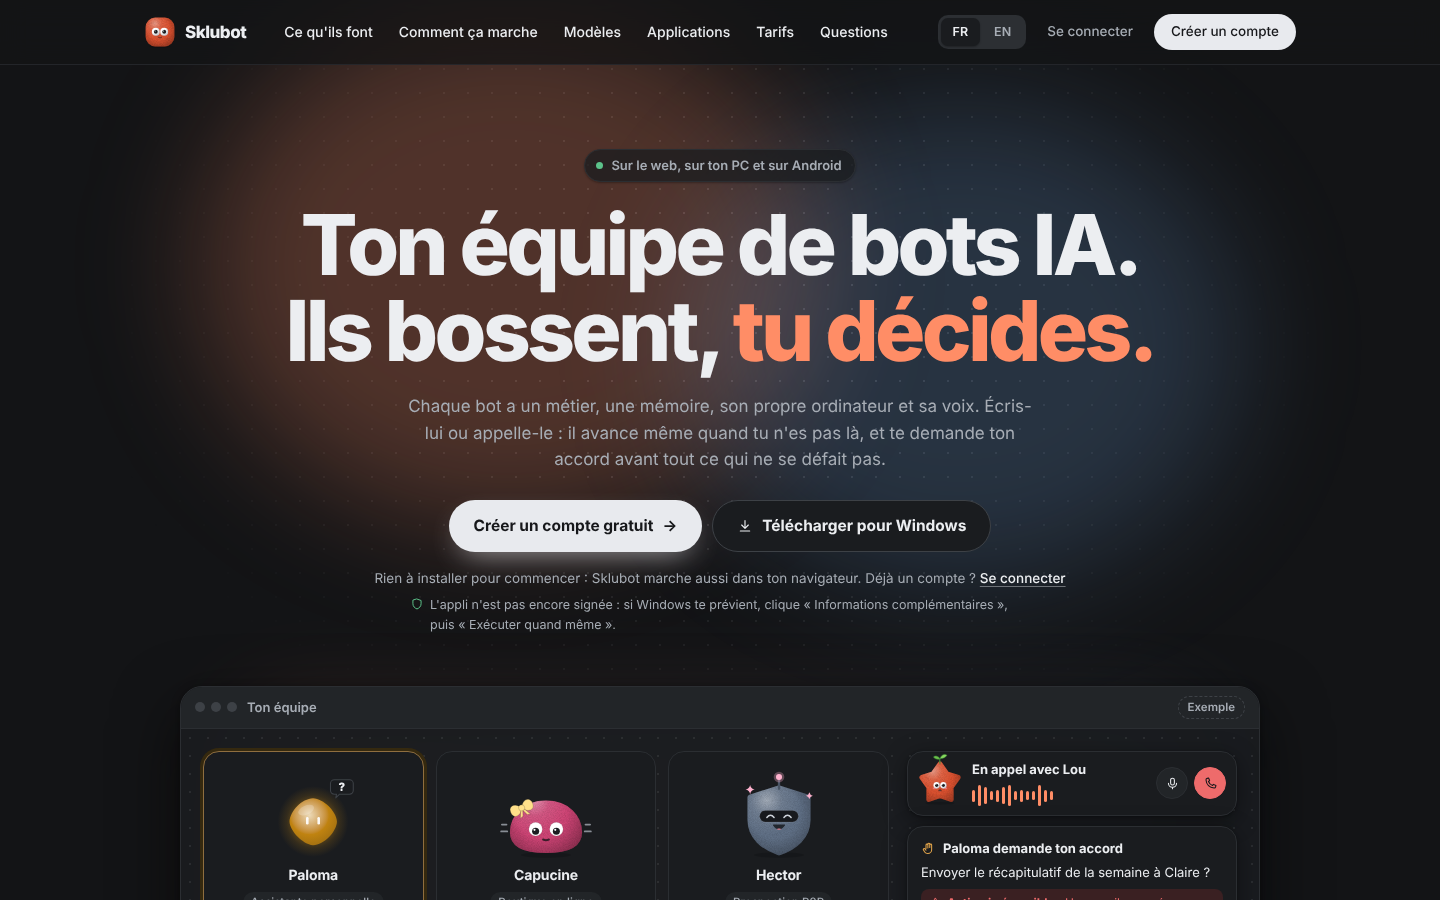 Sklubot
Ce qu'ils font
Comment ça marche
Modèles
Applications
Tarifs
Questions
FR
EN
Se connecter
Créer un compte
Sur le web, sur ton PC et sur Android
Ton équipe de bots IA.
Ils bossent, tu décides.
Chaque bot a un métier, une mémoire, son propre ordinateur et sa voix. Écris-
lui ou appelle-le : il avance même quand tu n'es pas là, et te demande ton
accord avant tout ce qui ne se défait pas.
Créer un compte gratuit →
Télécharger pour Windows
Rien à installer pour commencer : Sklubot marche aussi dans ton navigateur. Déjà un compte ? Se connecter
L'appli n'est pas encore signée : si Windows te prévient, clique « Informations complémentaires »,
puis « Exécuter quand même ».
Ton équipe
Exemple
?
Paloma
Capucine
Hector
En appel avec Lou
Paloma demande ton accord
Envoyer le récapitulatif de la semaine à Claire ?